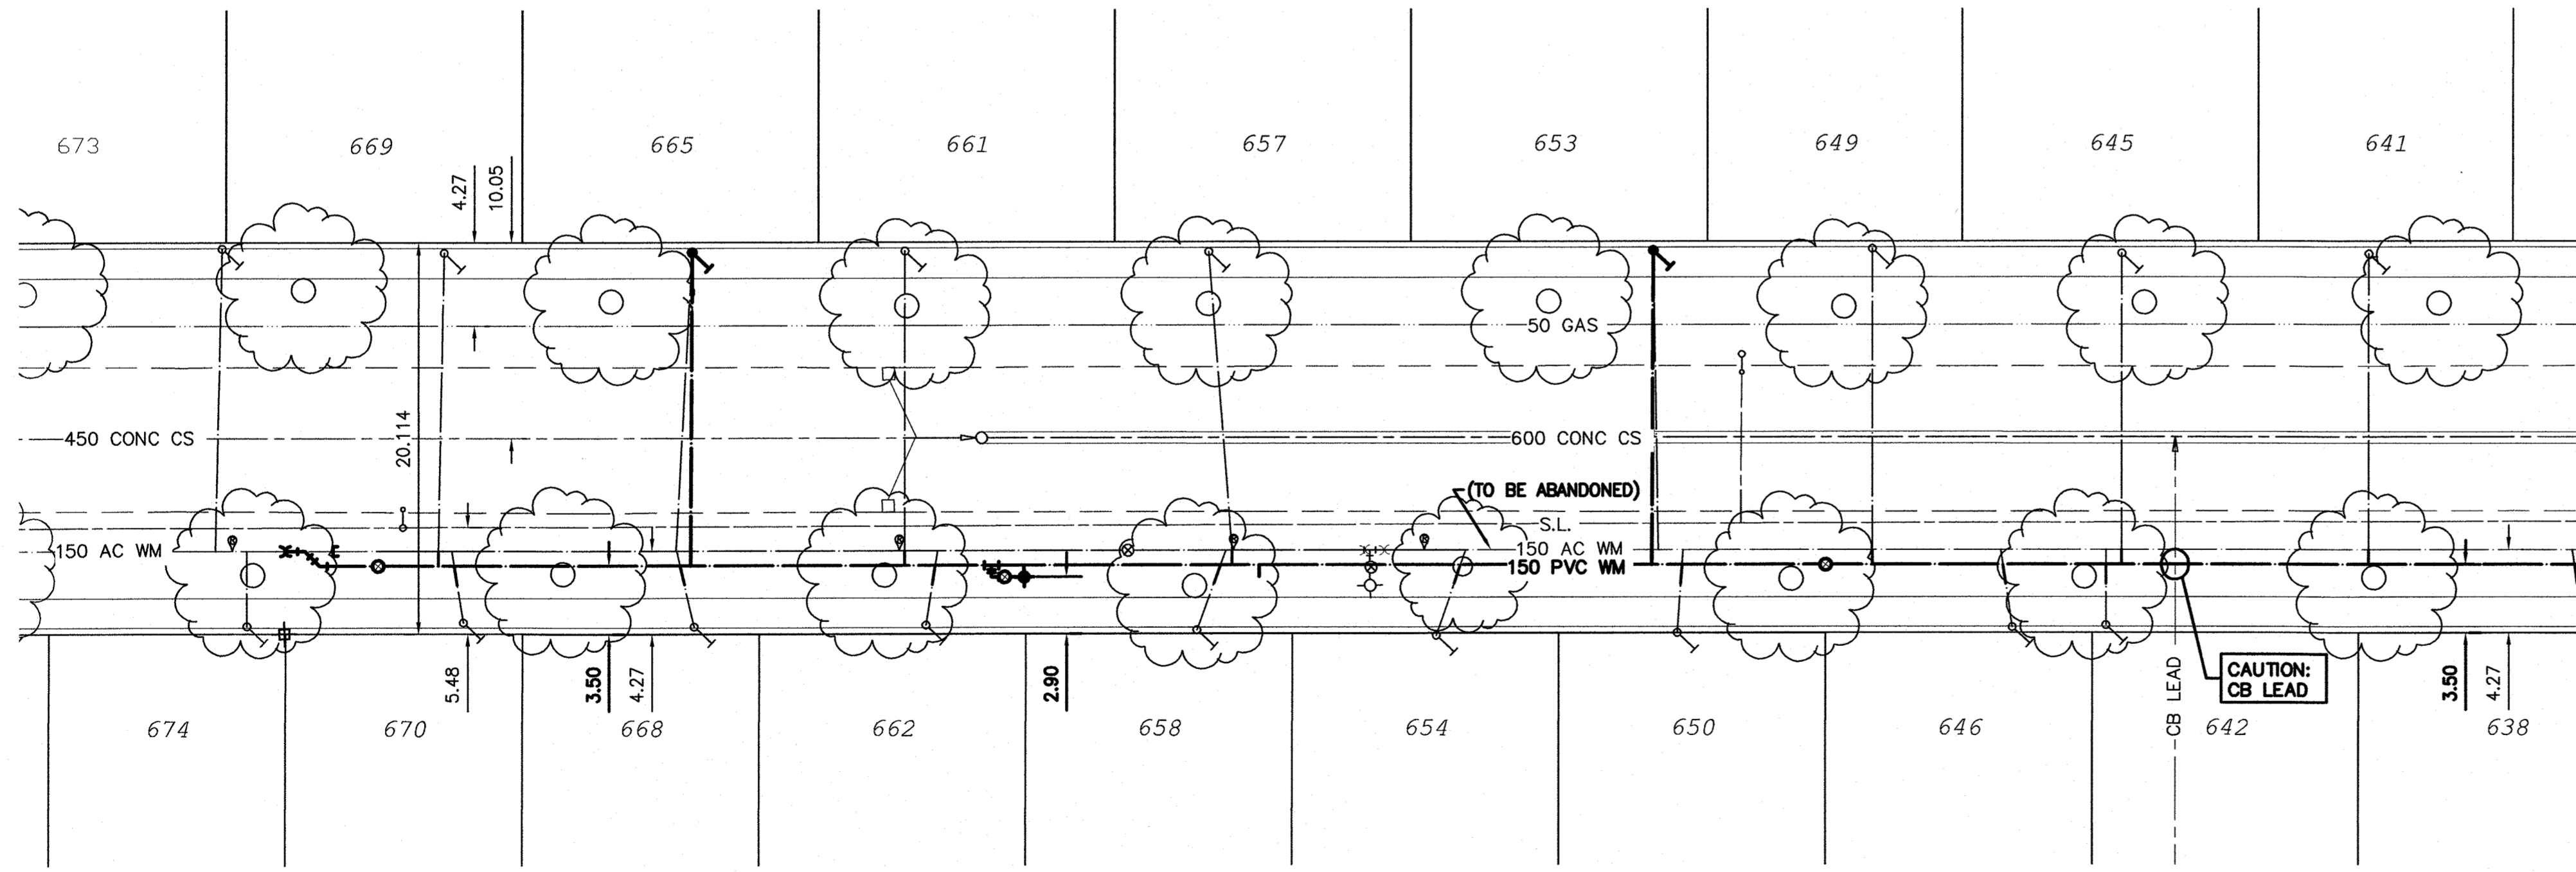 673
669
665
661
657
653
649
645
641
4.27
10.05
50 GAS
450 CONC CS
20.114
600 CONC CS
(TO BE ABANDONED)
S.L.
150 AC WM
150 AC WM
150 PVC WM
5.48
3.50
4.27
2.90
CB LEAD
CAUTION:
CB LEAD
3.50
4.27
674
670
668
662
658
654
650
646
642
638